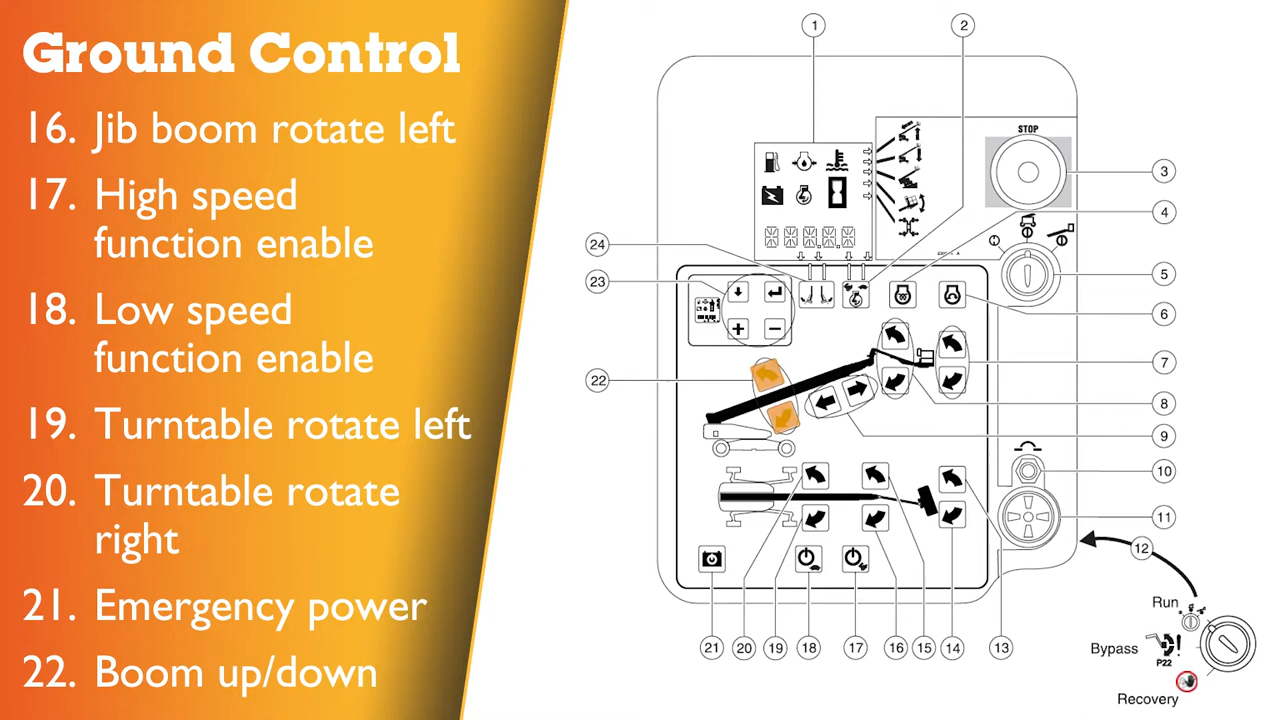 Ground Control
16. Jib boom rotate left
17. High speed
function enable
18. Low speed
function enable
19. Turntable rotate left
20. Turntable rotate
right
21. Emergency power
22. Boom up/down
1
2
STOP
3
4
24
23
5
6
7
22
8
9
10
11
12
13
Run
Bypass
P22
Recovery
21
20
19
18
17
16
15
14